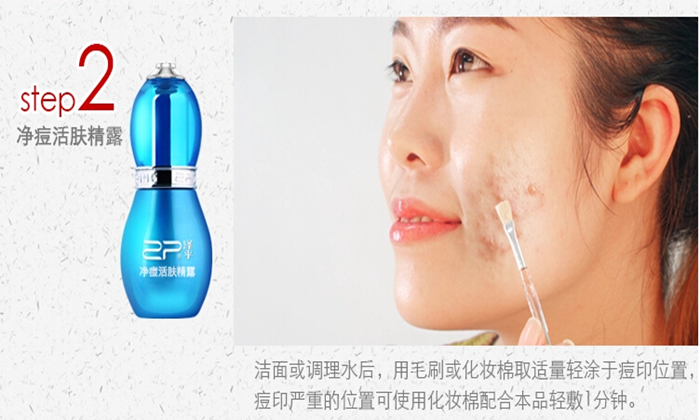 step2
净痘活肤精露
ZP 泽平
净痘活肤精露
洁面或调理水后，用毛刷或化妆棉取适量轻涂于痘印位置，
痘印严重的位置可使用化妆棉配合本品轻敷1分钟。